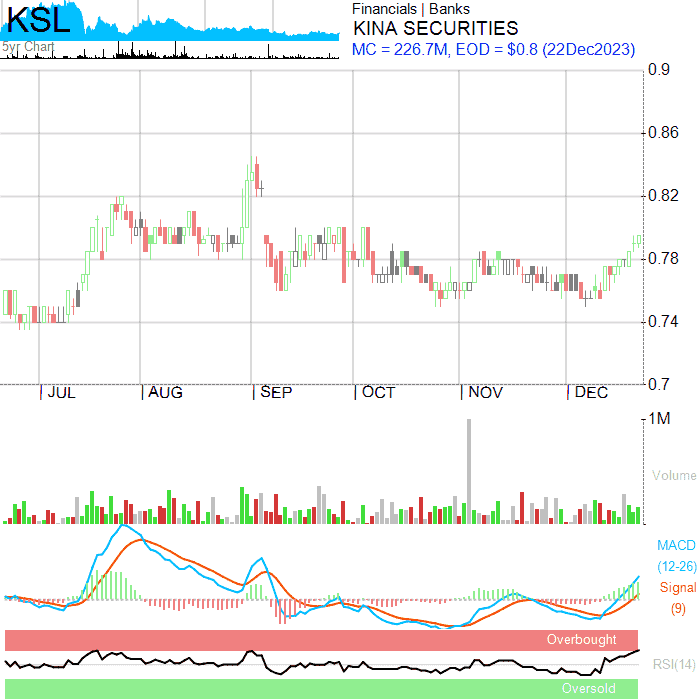 KSL
5yr Chart
Financials | Banks
KINA SECURITIES
MC = 226.7M, EOD = $0.8 (22Dec2023)
0.9
0.86
0.82
0.78
0.74
0.7
JUL AUG SEP OCT NOV DEC
1M
Volume
MACD
(12-26)
Signal
(9)
Overbought
RSI(14)
Oversold